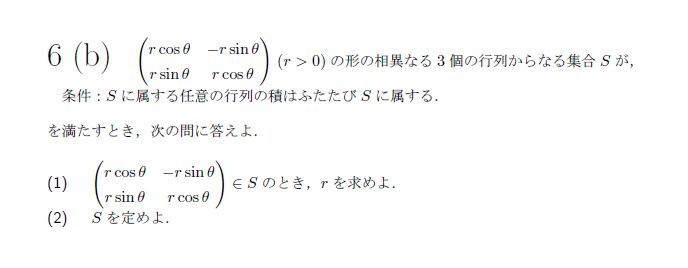 6 (b) $\begin{pmatrix} r\cos\theta & -r\sin\theta \\ r\sin\theta & r\cos\theta \end{pmatrix}$ (r > 0) の形の相異なる 3 個の行列からなる集合 S が，
条件：S に属する任意の行列の積はふたたび S に属する．
を満たすとき，次の問に答えよ．
(1) $\begin{pmatrix} r\cos\theta & -r\sin\theta \\ r\sin\theta & r\cos\theta \end{pmatrix}$ ∈ S のとき，r を求めよ．
(2) S を定めよ．